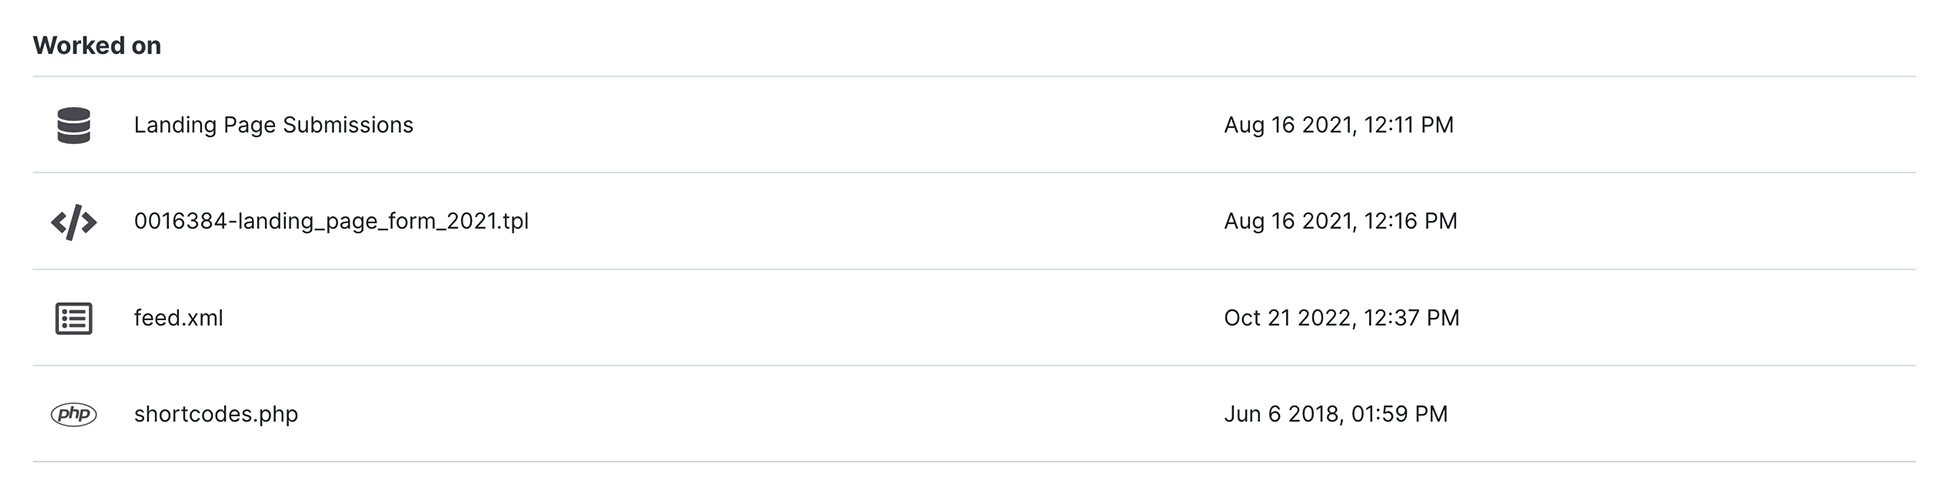 Worked on
Landing Page Submissions Aug 16 2021, 12:11 PM
0016384-landing_page_form_2021.tpl Aug 16 2021, 12:16 PM
feed.xml Oct 21 2022, 12:37 PM
php shortcodes.php Jun 6 2018, 01:59 PM